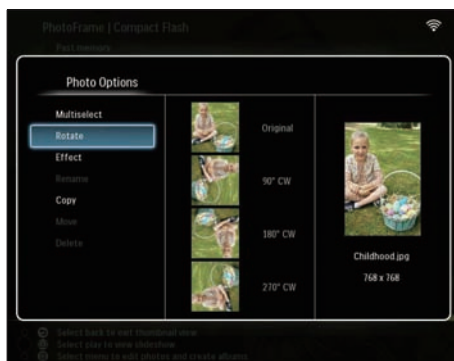 PhotoFrame | Compact Flash
Past memory
Photo Options
Multiselect
Rotate
Effect
Rename
Copy
Move
Delete
Original
90° CW
180° CW
270° CW
Childhood.jpg
768 x 768
Select back to exit thumbnail view
Select play to view slideshow
Select menu to edit photos and create albums